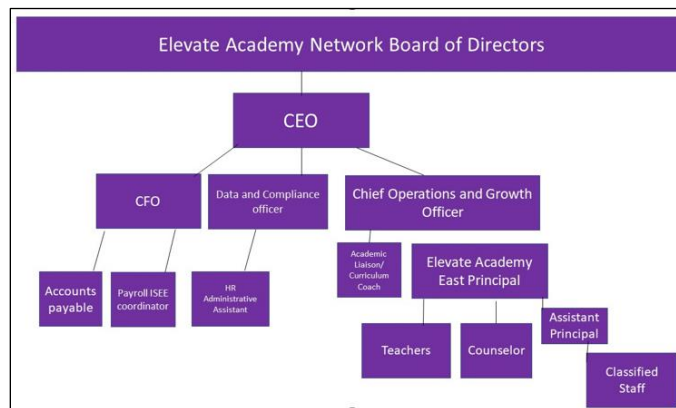 Elevate Academy Network Board of Directors
CEO
CFO
Data and Compliance
officer
Chief Operations and Growth
Officer
Accounts
payable
Payroll ISEE
coordinator
HR
Administrative
Assistant
Academic
Liaison/
Curriculum
Coach
Elevate Academy
East Principal
Teachers
Counselor
Assistant
Principal
Classified
Staff